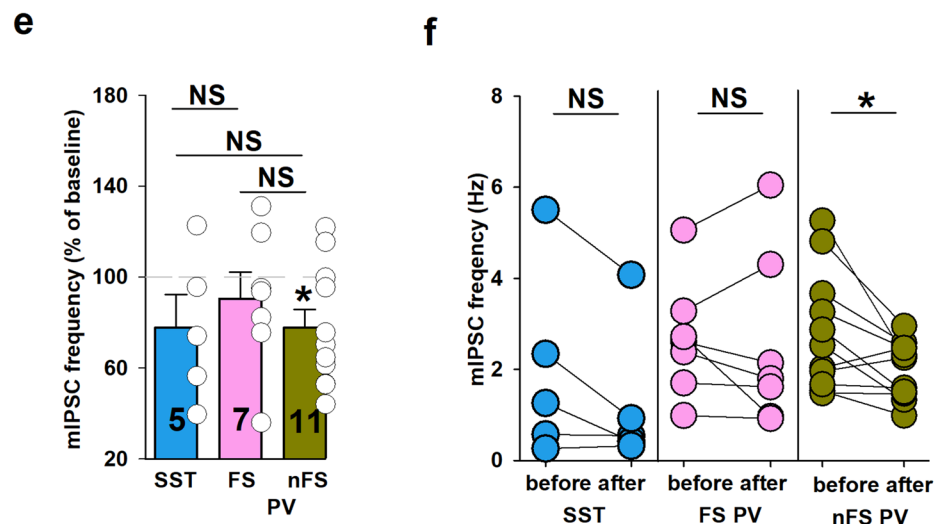 e
mIPSC frequency (% of baseline)
180
140
100
60
20
NS
NS
NS
*
5
7
11
SST
FS
nFS
PV
f
mIPSC freqency (Hz)
8
6
4
2
0
NS
NS
*
before after
before after
before after
SST
FS PV
nFS PV